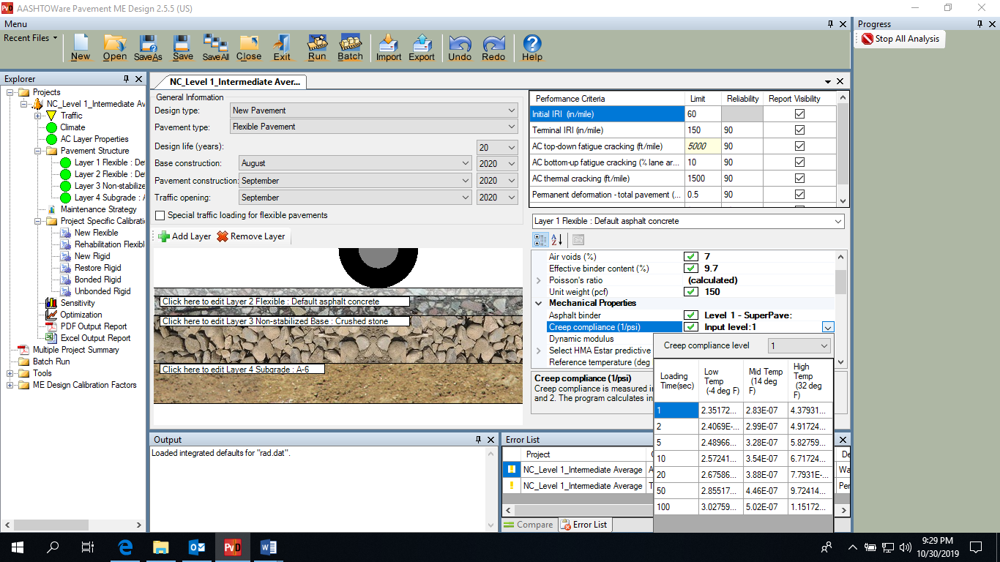 AASHTOWare Pavement ME Design 2.5.5 (US)
Menu
Recent Files
New Open SaveAs Save SaveAll Close Exit Run Batch Import Export Undo Redo Help
Progress
Stop All Analysis
Explorer
Projects
NC_Level 1_Intermediate Av
Traffic
Climate
AC Layer Properties
Pavement Structure
Layer 1 Flexible : De
Layer 2 Flexible : De
Layer 3 Non-stabilize
Layer 4 Subgrade : A
Maintenance Strategy
Project Specific Calibrati
New Flexible
Rehabilitation Flexibl
New Rigid
Restore Rigid
Bonded Rigid
Unbonded Rigid
Sensitivity
Optimization
PDF Output Report
Excel Output Report
Multiple Project Summary
Batch Run
Tools
ME Design Calibration Factors
NC_Level 1_Intermediate Aver...
General Information
Design type: New Pavement
Pavement type: Flexible Pavement
Design life (years): 20
Base construction: August 2020
Pavement construction: September 2020
Traffic opening: September 2020
Special traffic loading for flexible pavements
Add Layer Remove Layer
Click here to edit Layer 2 Flexible : Default asphalt concrete
Click here to edit Layer 3 Non-stabilized Base : Crushed stone
Click here to edit Layer 4 Subgrade : A-6
Performance Criteria Limit Reliability Report Visibility
Initial IRI (in/mile) 60
Terminal IRI (in/mile) 150 90
AC top-down fatigue cracking (ft/mile) 5000 90
AC bottom-up fatigue cracking (% lane ar... 10 90
AC thermal cracking (ft/mile) 1500 90
Permanent deformation - total pavement (... 0.5 90
Layer 1 Flexible : Default asphalt concrete
Air voids (%) 7
Effective binder content (%) 9.7
Poisson's ratio (calculated)
Unit weight (pcf) 150
Mechanical Properties
Asphalt binder Level 1 - SuperPave:
Creep compliance (1/psi) Input level:1
Dynamic modulus
Select HMA Estar predictive
Reference temperature (deg
Creep compliance (1/psi)
Creep compliance is measured in
and 2. The program calculates in
Creep compliance level 1
Loading Time(sec) Low Temp (-4 deg F) Mid Temp (14 deg F) High Temp (32 deg F)
1 2.35172... 2.83E-07 4.37931...
2 2.4069E-... 2.99E-07 4.91724...
5 2.48966... 3.28E-07 5.82759...
10 2.57241... 3.54E-07 6.71724...
20 2.67586... 3.88E-07 7.7931E-...
50 2.85517... 4.46E-07 9.72414...
100 3.02759... 5.02E-07 1.15172...
Output
Loaded integrated defaults for "rad.dat".
Error List
Project De
NC_Level 1_Intermediate Average A Wa
NC_Level 1_Intermediate Average T Per
Compare Error List
9:29 PM
10/30/2019